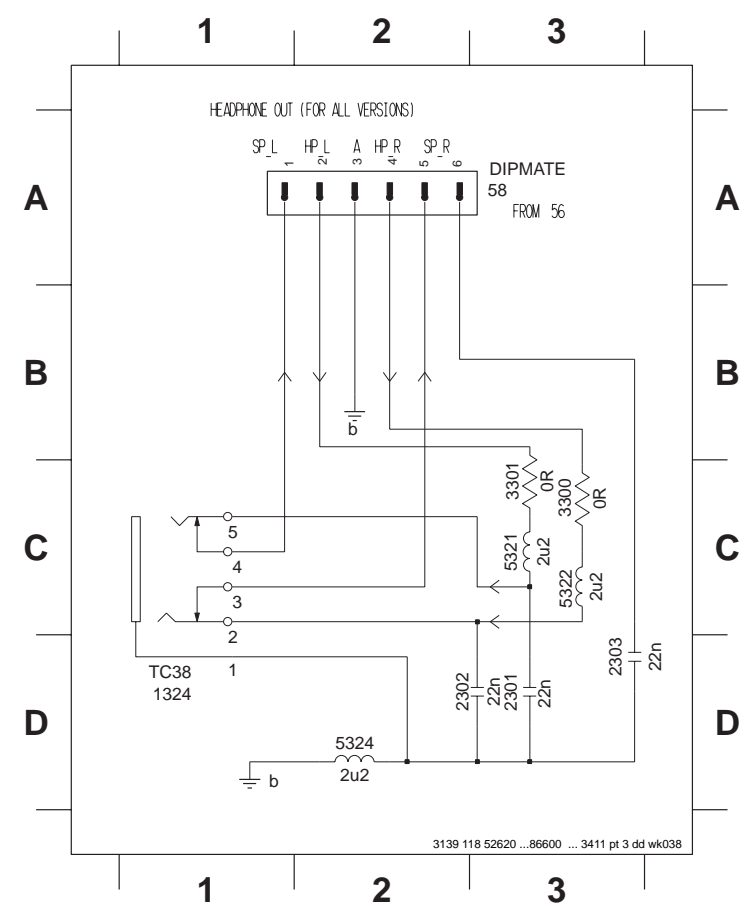 1 2 3
HEADPHONE OUT (FOR ALL VERSIONS)
SP_L HP_L A HP_R SP_R
1 2 3 4 5 6
DIPMATE
58
FROM 56
A A
B B
b
3301 0R 3300 0R
C C
5
4
5321 2u2
5322 2u2
3
2
1
TC38
1324
2302 22n 2301 22n
2303 22n
D D
5324
2u2
b
3139 118 52620 ...86600 ... 3411 pt 3 dd wk038
1 2 3